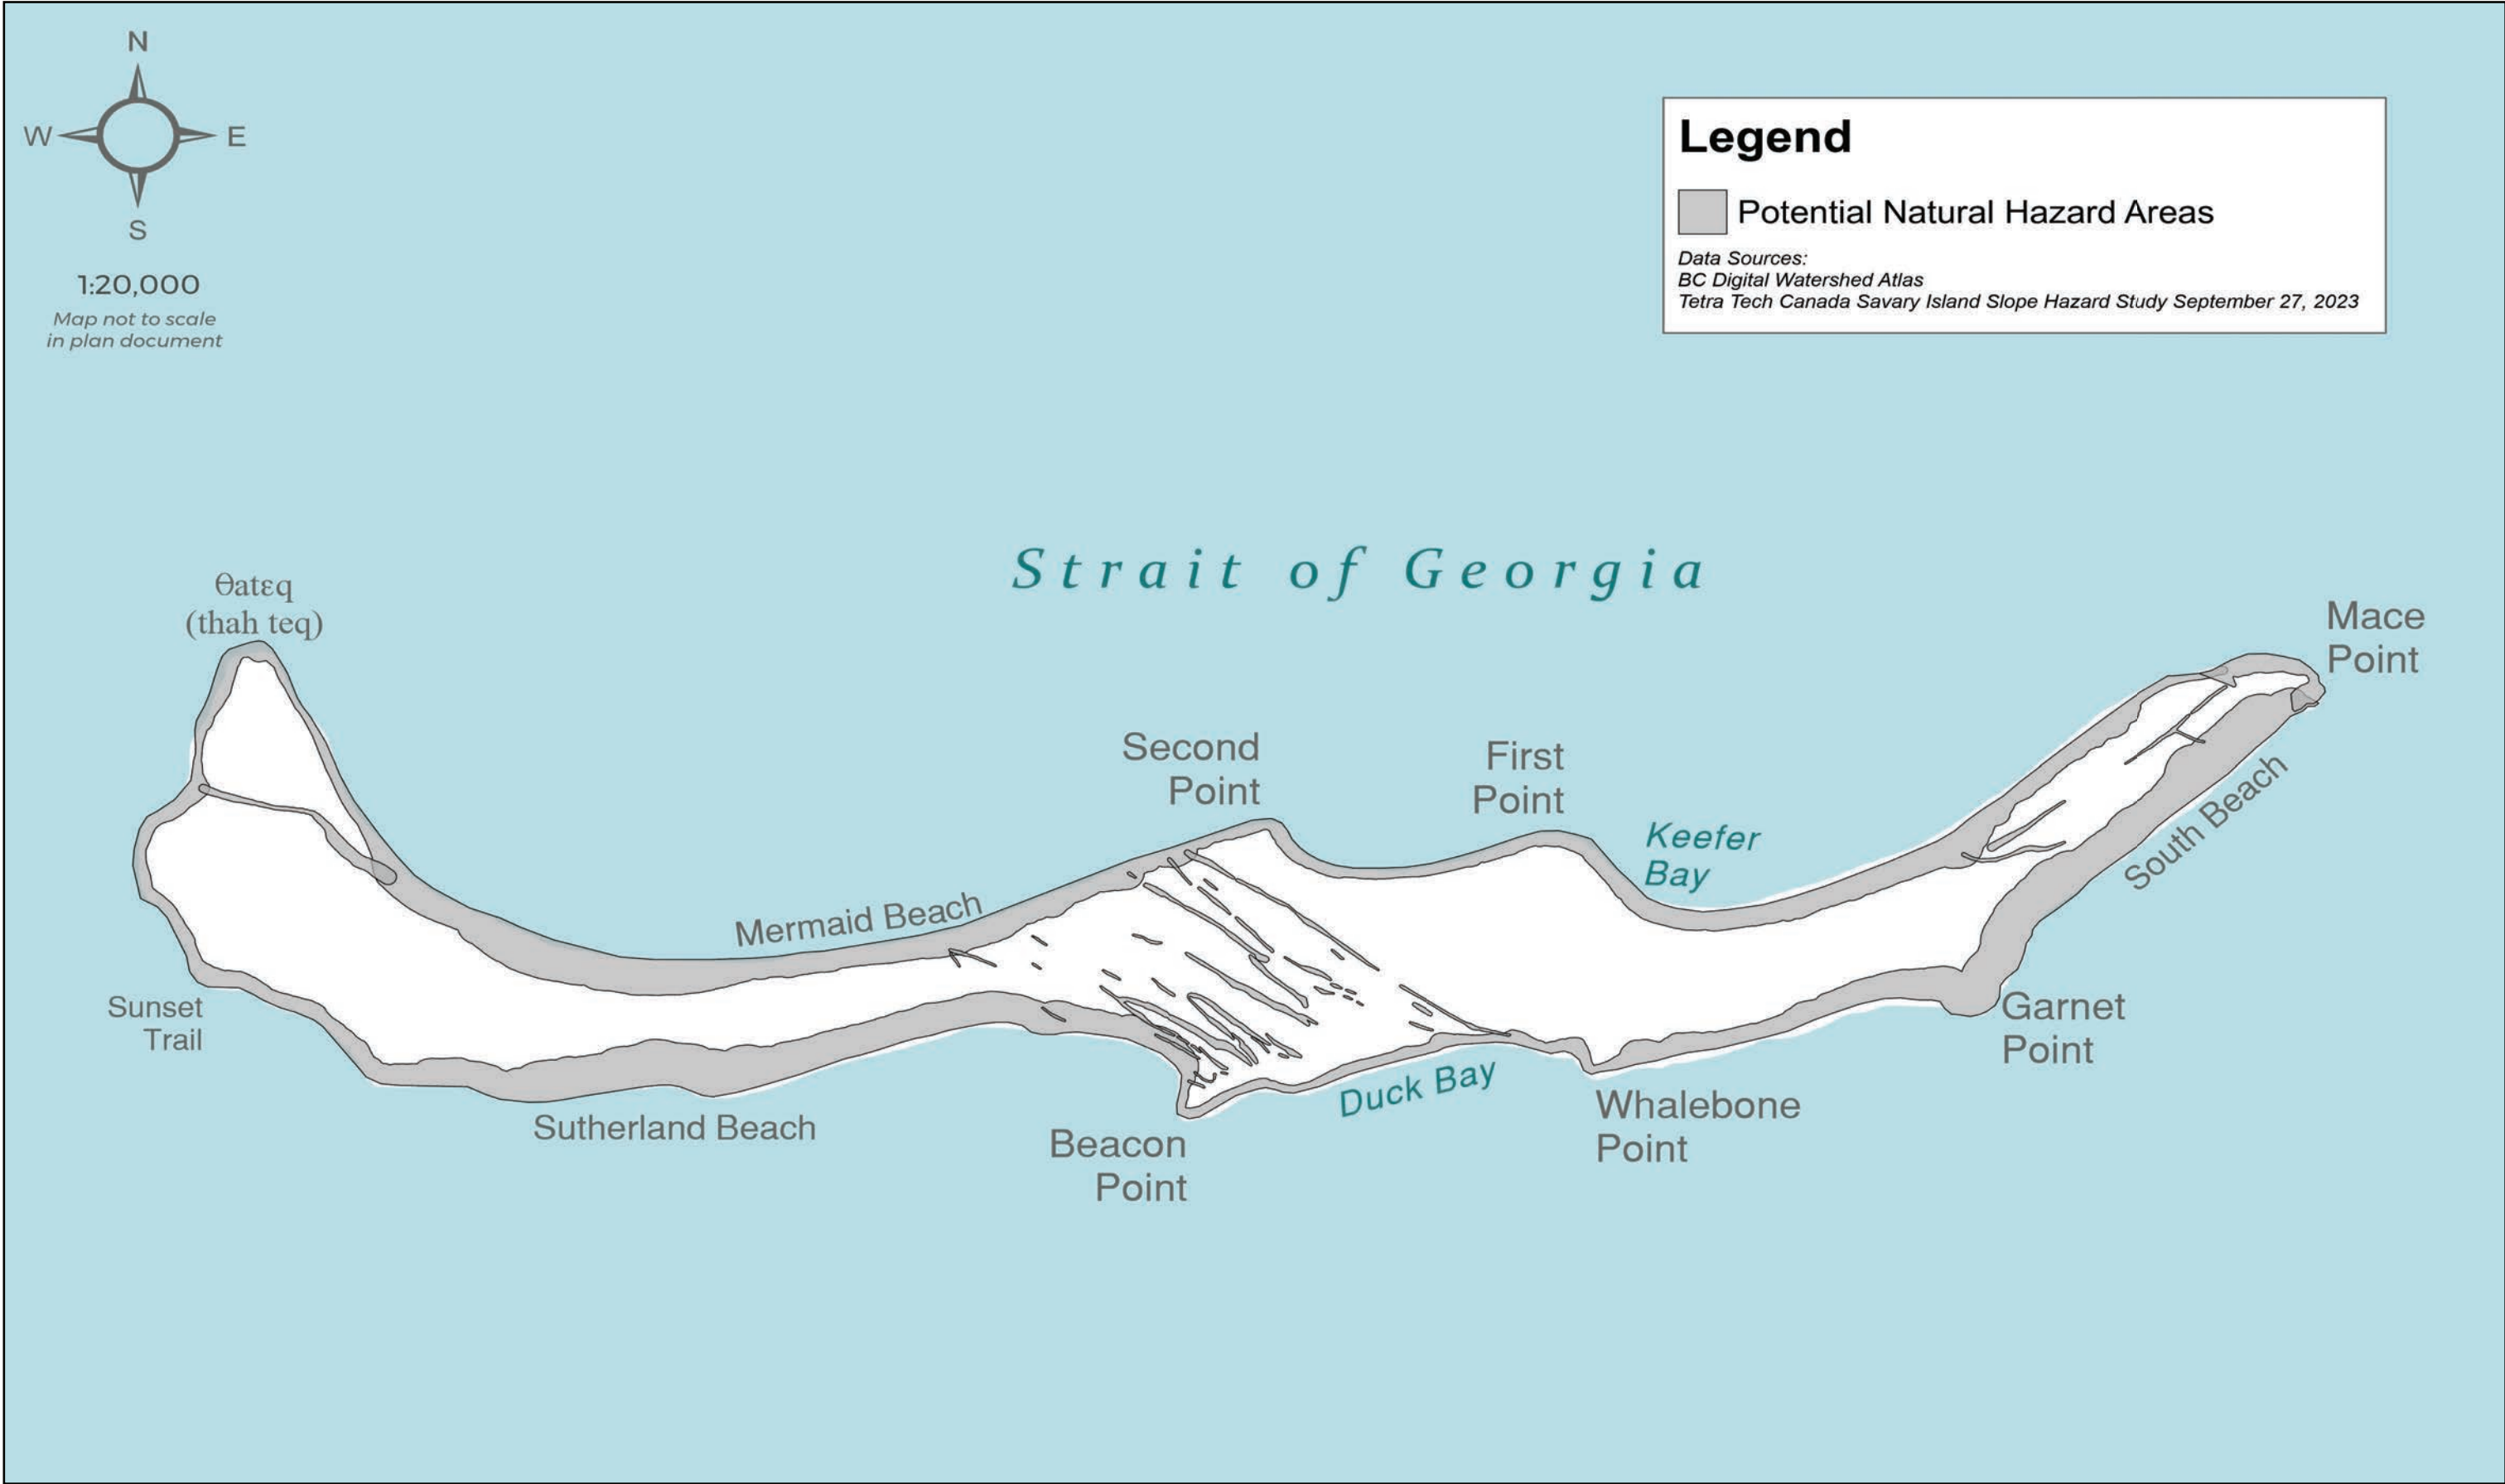 N
W
E
S
1:20,000
Map not to scale
in plan document
Legend
Potential Natural Hazard Areas
Data Sources:
BC Digital Watershed Atlas
Tetra Tech Canada Savary Island Slope Hazard Study September 27, 2023
Strait of Georgia
θatɛq
(thah teq)
Mace
Point
Second
Point
First
Point
Keefer
Bay
South Beach
Mermaid Beach
Sunset
Trail
Garnet
Point
Duck Bay
Sutherland Beach
Whalebone
Point
Beacon
Point